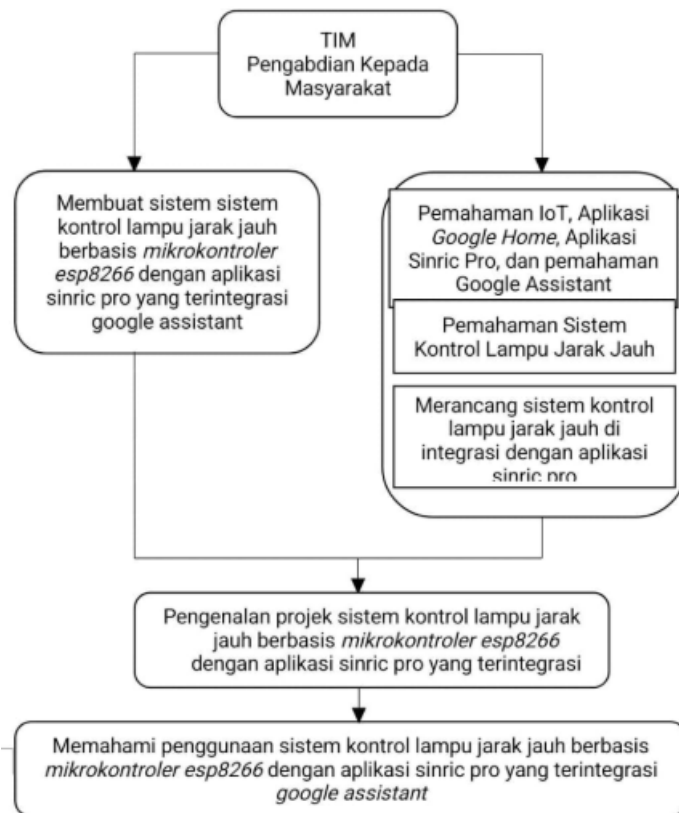 TIM
Pengabdian Kepada
Masyarakat
Membuat sistem sistem
kontrol lampu jarak jauh
berbasis mikrokontroler
esp8266 dengan aplikasi
sinric pro yang terintegrasi
google assistant
Pemahaman IoT, Aplikasi
Google Home, Aplikasi
Sinric Pro, dan pemahaman
Google Assistant
Pemahaman Sistem
Kontrol Lampu Jarak Jauh
Merancang sistem kontrol
lampu jarak jauh di
integrasi dengan aplikasi
sinric pro
Pengenalan projek sistem kontrol lampu jarak
jauh berbasis mikrokontroler esp8266
dengan aplikasi sinric pro yang terintegrasi
Memahami penggunaan sistem kontrol lampu jarak jauh berbasis
mikrokontroler esp8266 dengan aplikasi sinric pro yang terintegrasi
google assistant